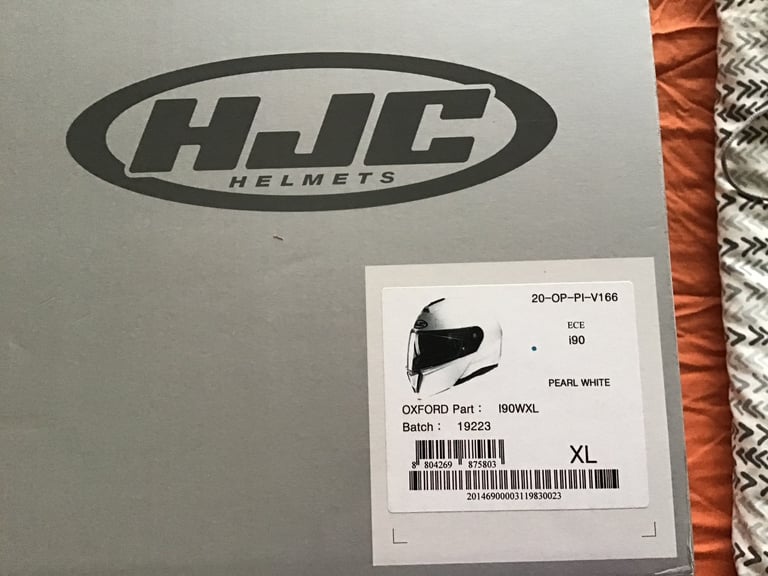 HJC
HELMETS
20-OP-PI-V166
ECE
i90
PEARL WHITE
OXFORD Part : I90WXL
Batch : 19223
XL
8 804269 875803
20146900003119830023